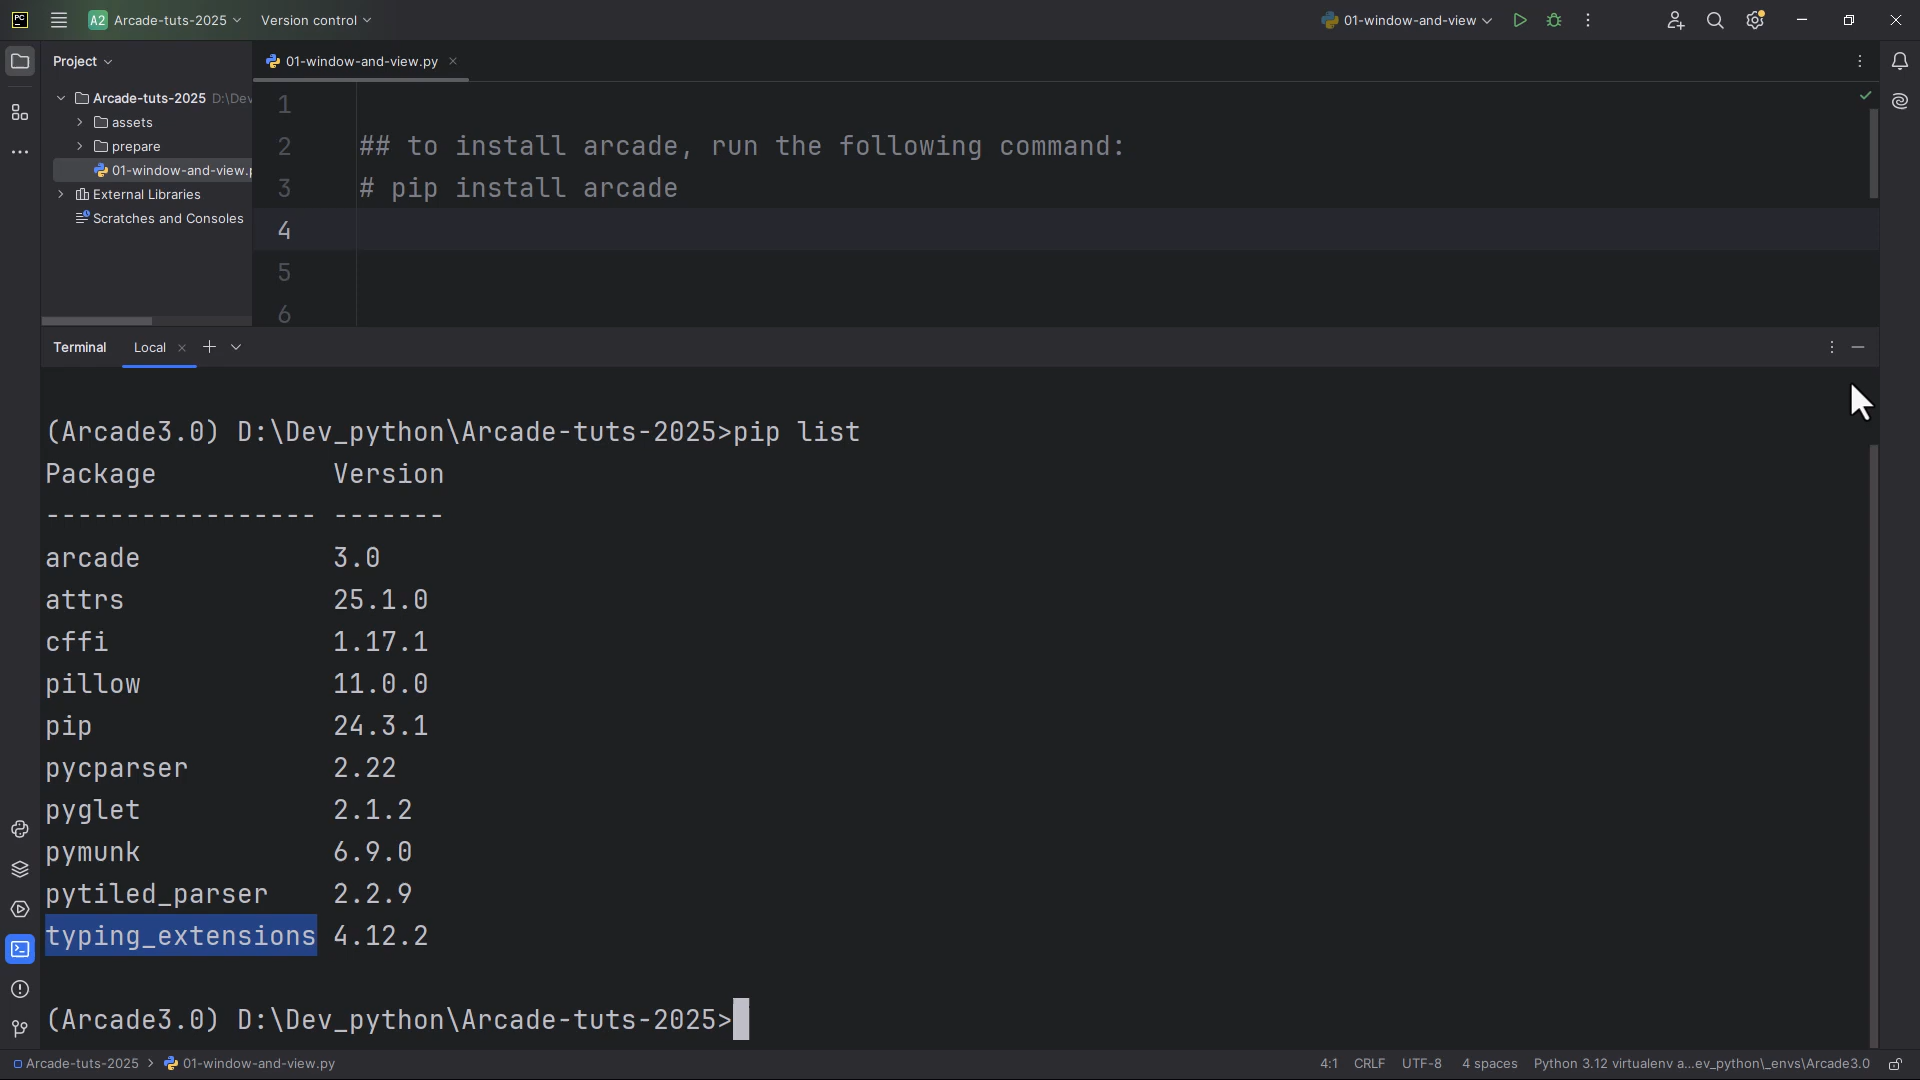 PC A2 Arcade-tuts-2025 Version control 01-window-and-view
Project
01-window-and-view.py
Arcade-tuts-2025 D:\Dev
assets
prepare
01-window-and-view.p
External Libraries
Scratches and Consoles
1
2 ## to install arcade, run the following command:
3 # pip install arcade
4
5
6
Terminal Local
(Arcade3.0) D:\Dev_python\Arcade-tuts-2025>pip list
Package Version
----------------- -------
arcade 3.0
attrs 25.1.0
cffi 1.17.1
pillow 11.0.0
pip 24.3.1
pycparser 2.22
pyglet 2.1.2
pymunk 6.9.0
pytiled_parser 2.2.9
typing_extensions 4.12.2
(Arcade3.0) D:\Dev_python\Arcade-tuts-2025>
Arcade-tuts-2025 > 01-window-and-view.py 4:1 CRLF UTF-8 4 spaces Python 3.12 virtualenv a...ev_python\_envs\Arcade3.0